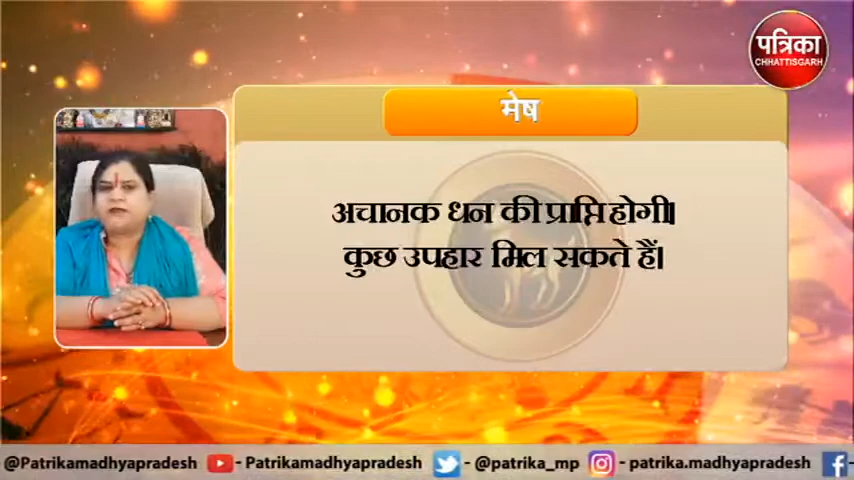 पत्रिका
CHHATTISGARH
मेष
अचानक धन की प्राप्ति होगी।
कुछ उपहार मिल सकते हैं।
@Patrikamadhyapradesh - Patrikamadhyapradesh - @patrika_mp - patrika.madhyapradesh -